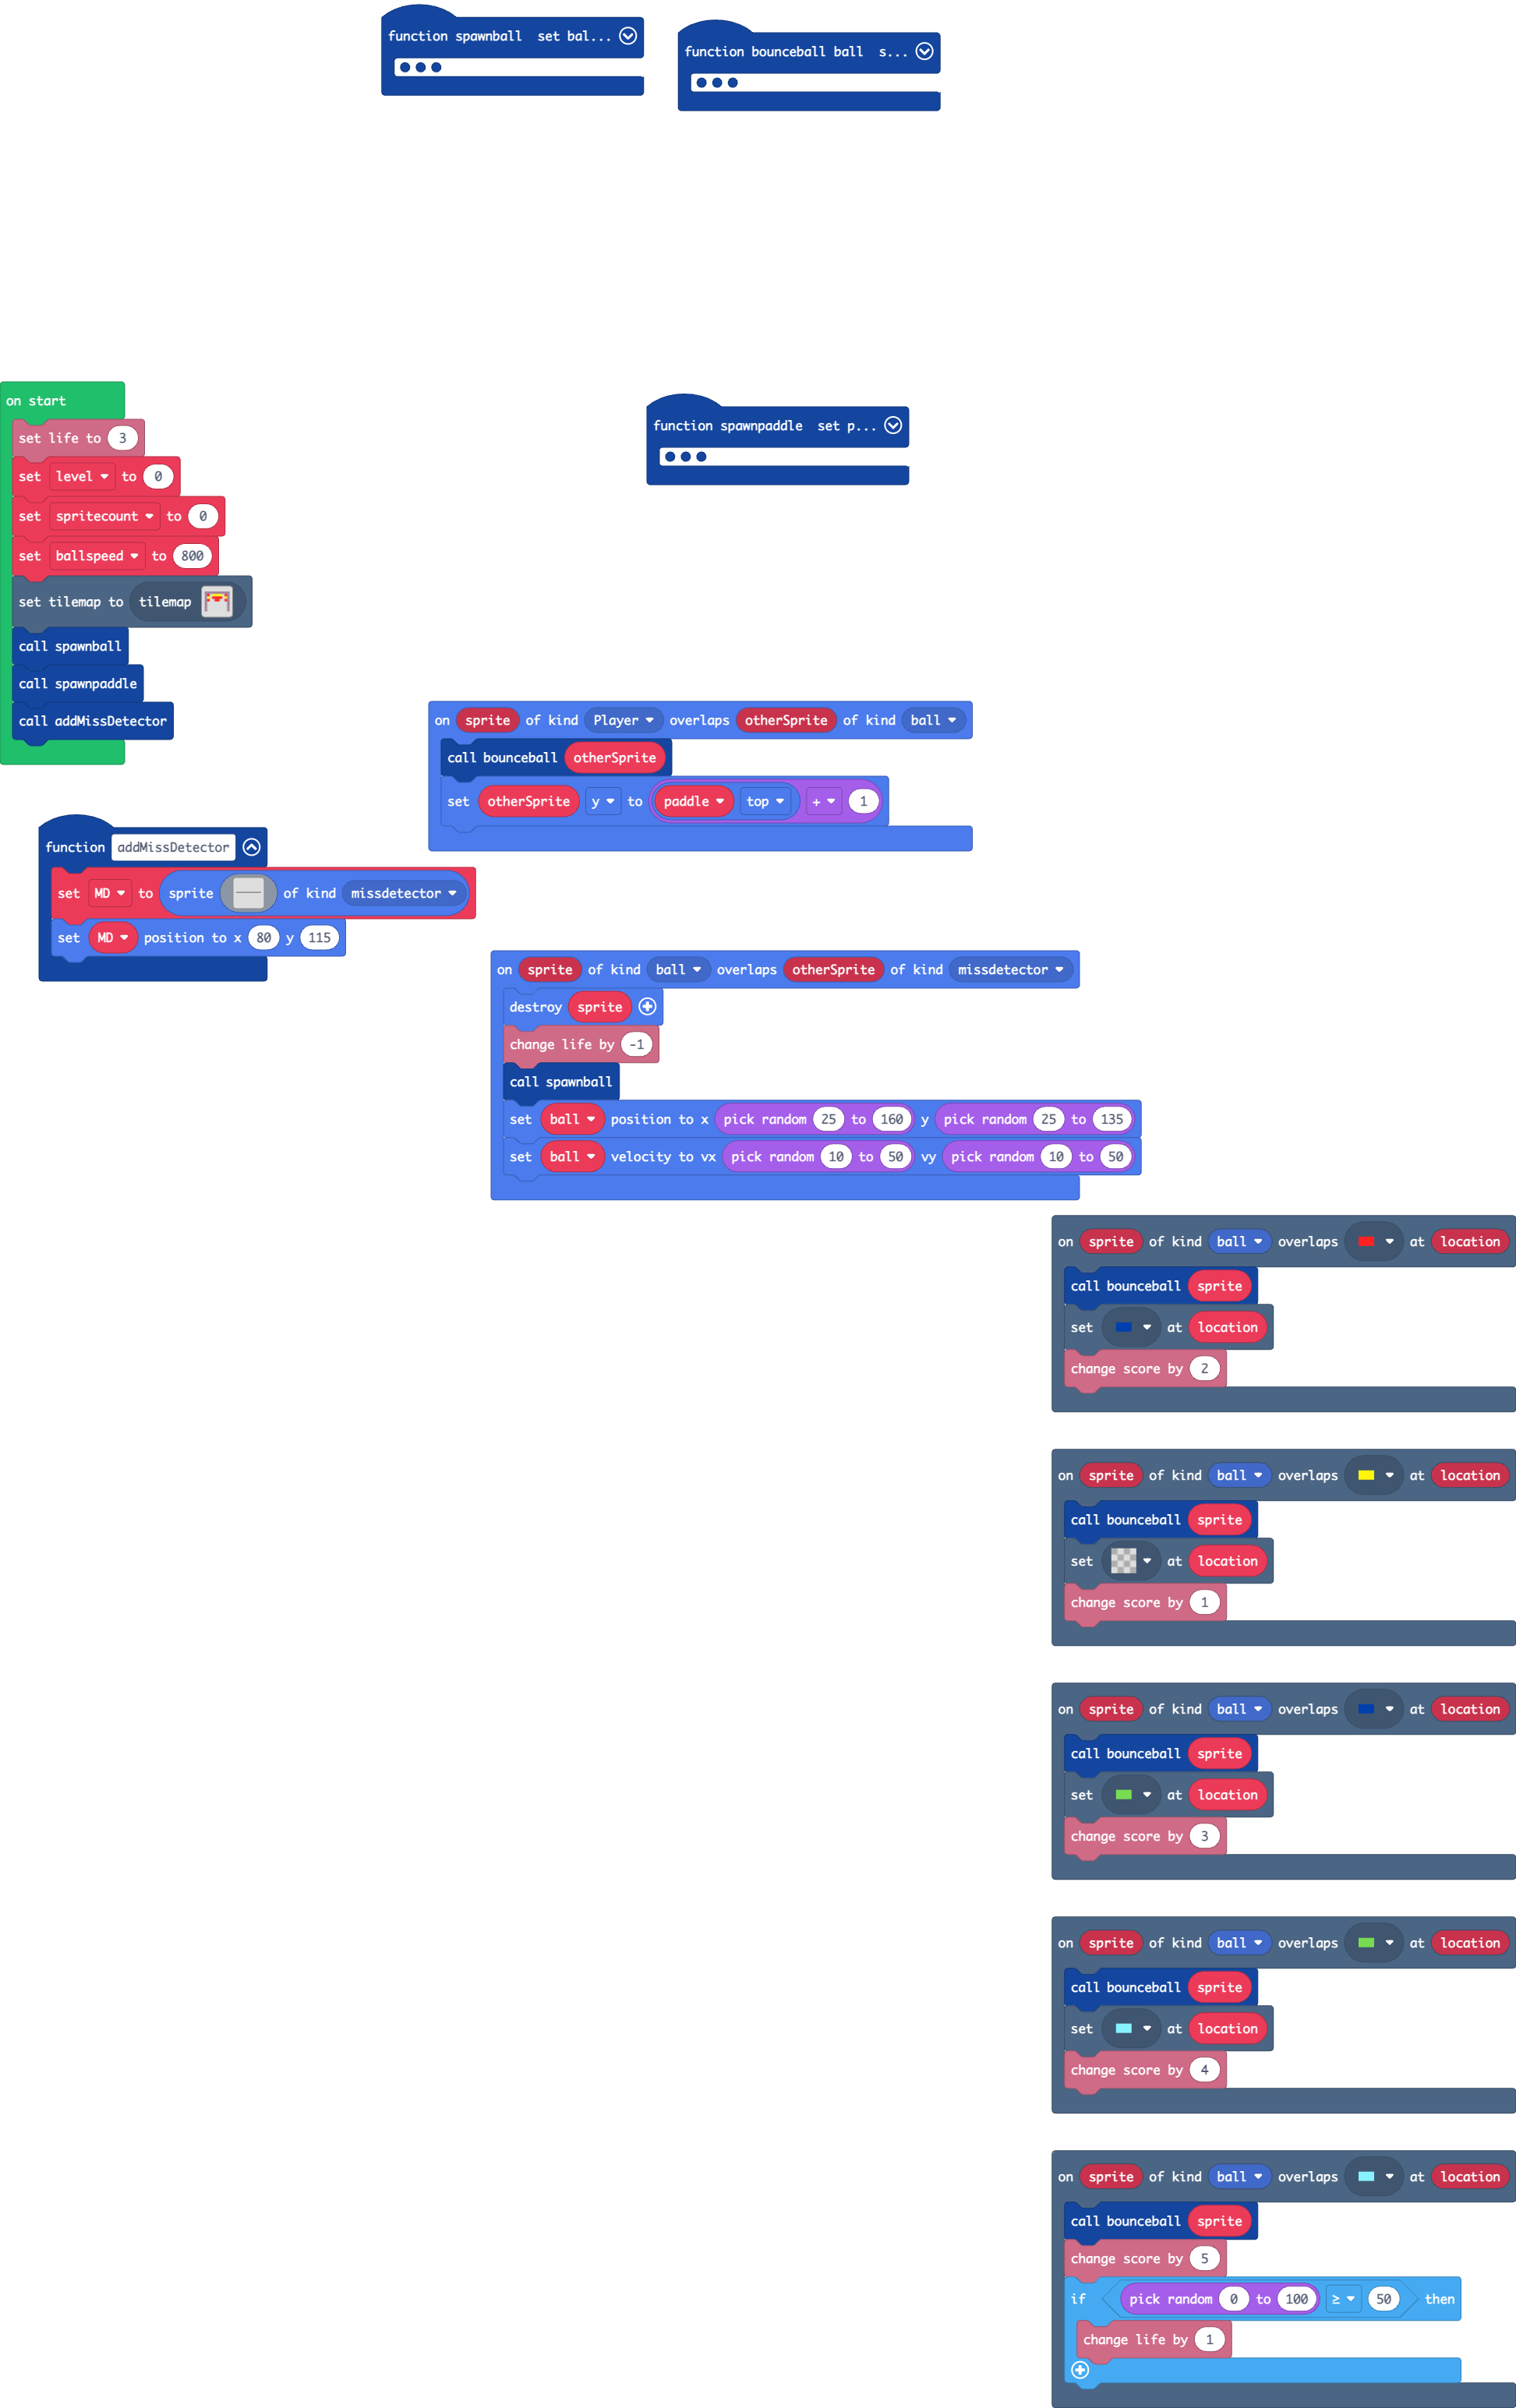 function spawnball set bal...
function bounceball ball s...
on start
set life to 3
set level to 0
set spritecount to 0
set ballspeed to 800
set tilemap to tilemap
call spawnball
call spawnpaddle
call addMissDetector
function spawnpaddle set p...
on sprite of kind Player overlaps otherSprite of kind ball
call bounceball otherSprite
set otherSprite y to paddle top + 1
function addMissDetector
set MD to sprite of kind missdetector
set MD position to x 80 y 115
on sprite of kind ball overlaps otherSprite of kind missdetector
destroy sprite
change life by -1
call spawnball
set ball position to x pick random 25 to 160 y pick random 25 to 135
set ball velocity to vx pick random 10 to 50 vy pick random 10 to 50
on sprite of kind ball overlaps at location
call bounceball sprite
set at location
change score by 2
on sprite of kind ball overlaps at location
call bounceball sprite
set at location
change score by 1
on sprite of kind ball overlaps at location
call bounceball sprite
set at location
change score by 3
on sprite of kind ball overlaps at location
call bounceball sprite
set at location
change score by 4
on sprite of kind ball overlaps at location
call bounceball sprite
change score by 5
if pick random 0 to 100 ≥ 50 then
change life by 1